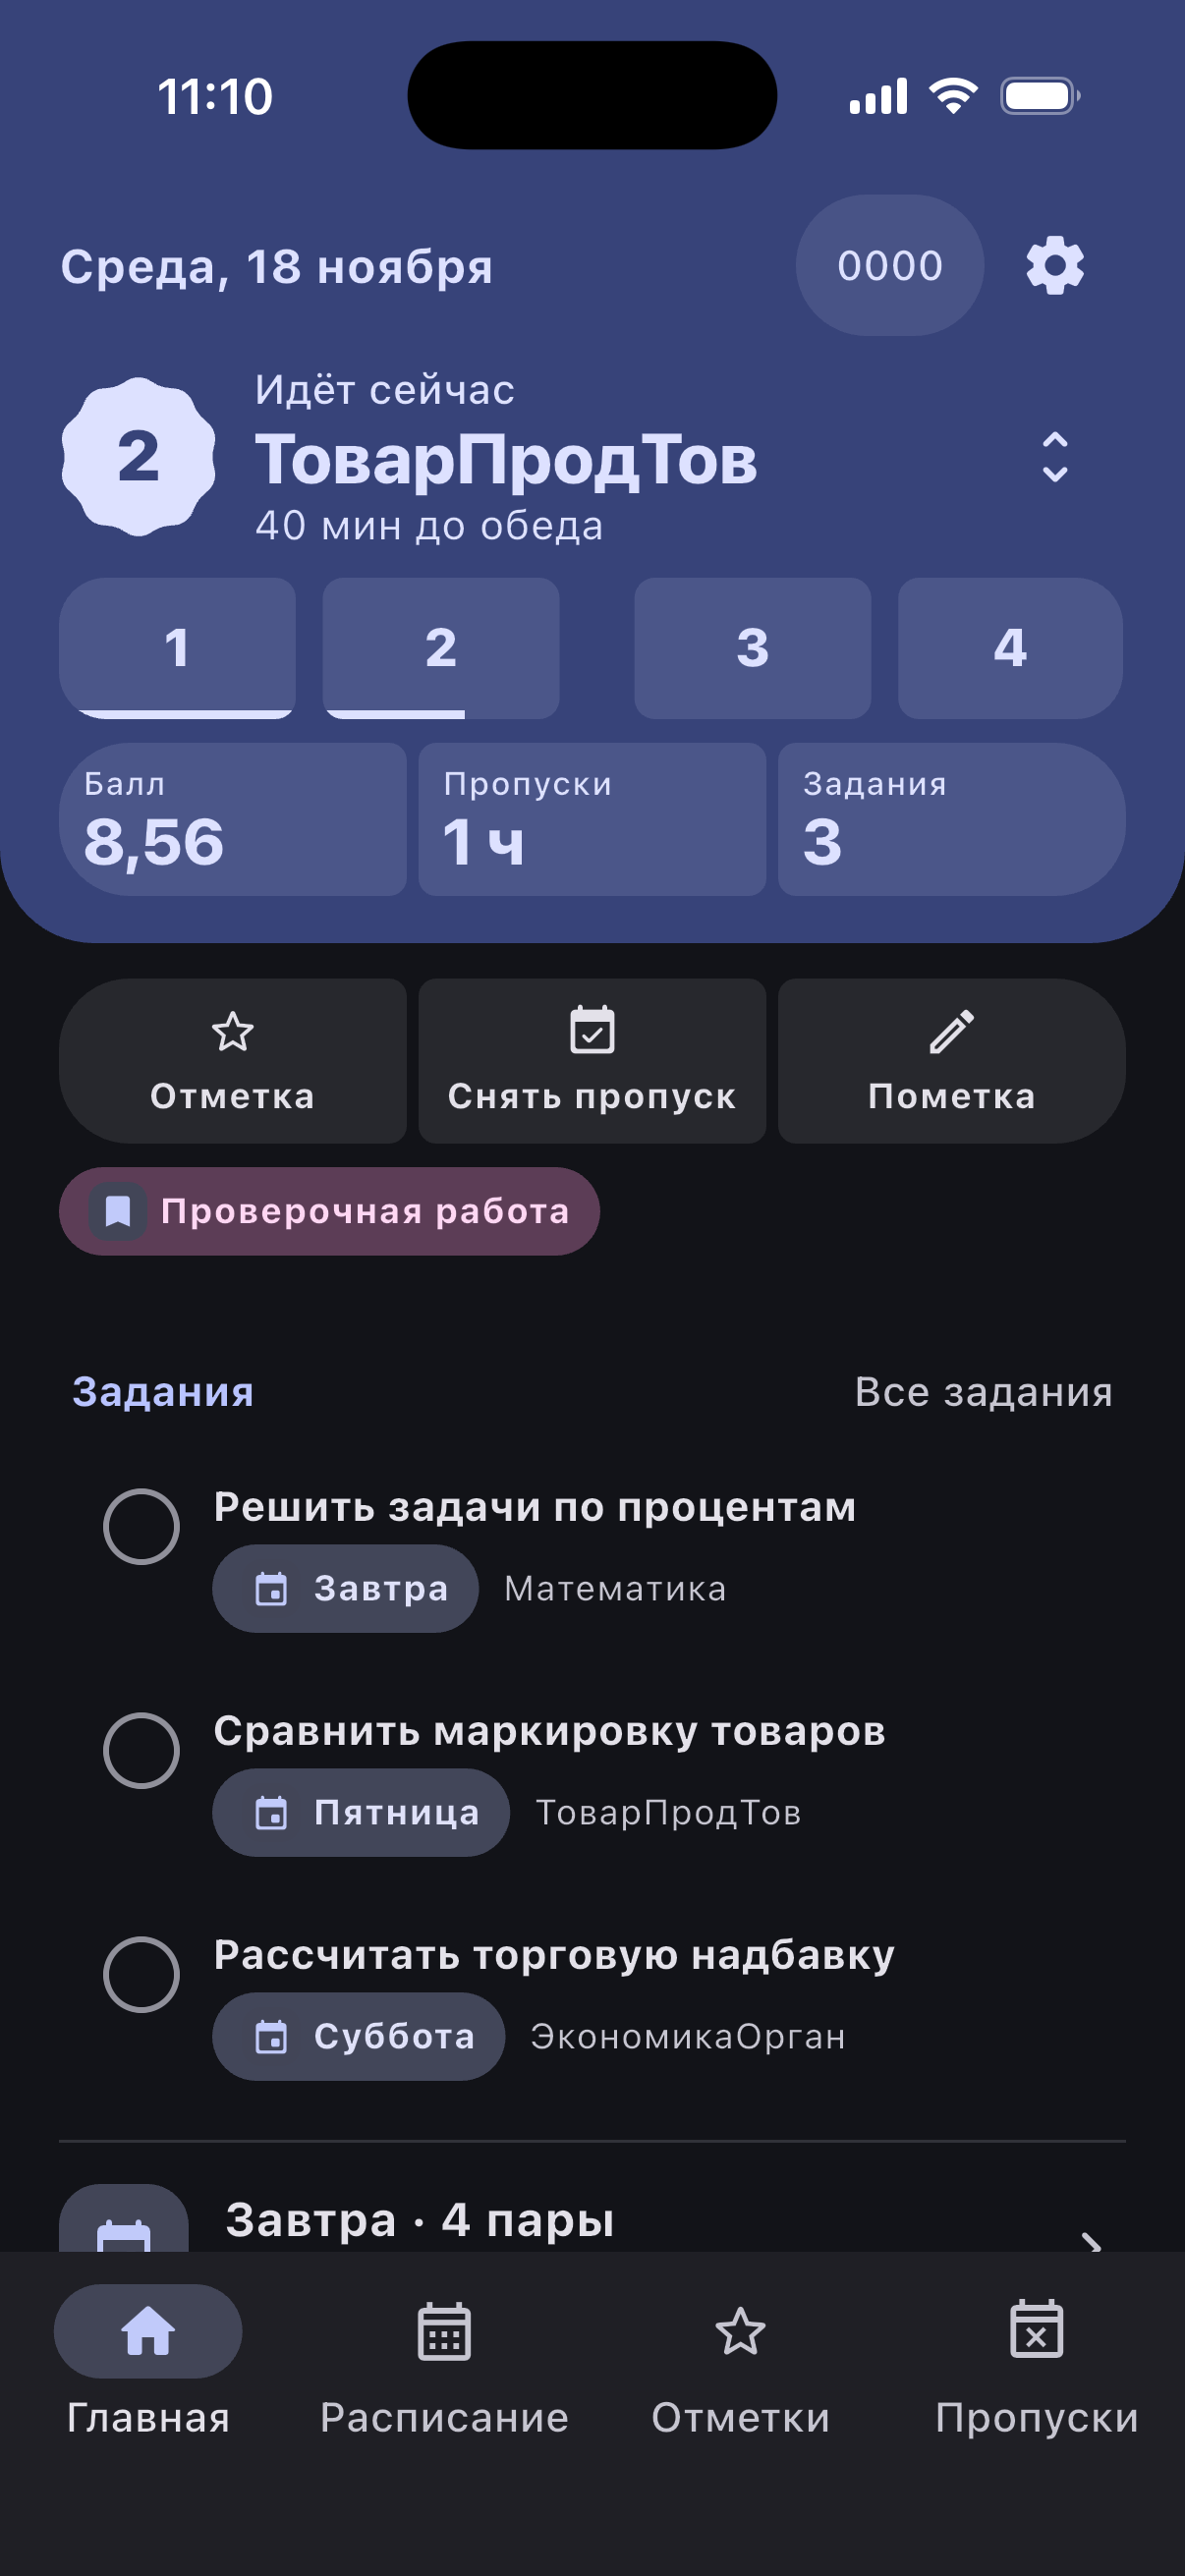 11:10
Среда, 18 ноября
0000
2
Идёт сейчас
ТоварПродТов
40 мин до обеда
1
2
3
4
Балл
8,56
Пропуски
1 ч
Задания
3
Отметка
Снять пропуск
Пометка
Проверочная работа
Задания
Все задания
Решить задачи по процентам
Завтра
Математика
Сравнить маркировку товаров
Пятница
ТоварПродТов
Рассчитать торговую надбавку
Суббота
ЭкономикаОрган
Завтра · 4 пары
Главная
Расписание
Отметки
Пропуски